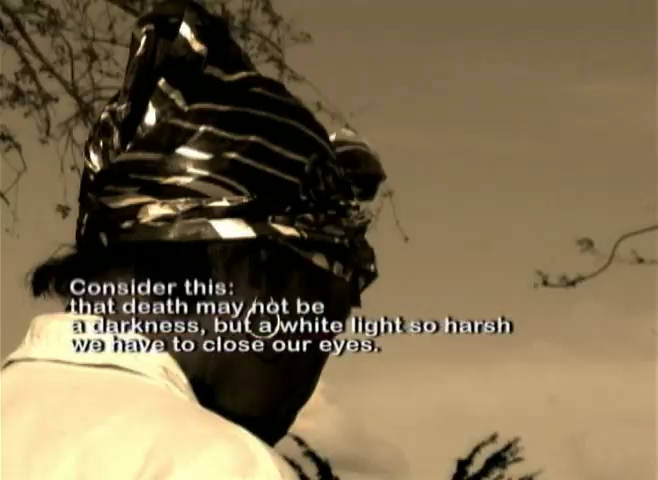 Consider this:
that death may not be
a darkness, but a white light so harsh
we have to close our eyes.